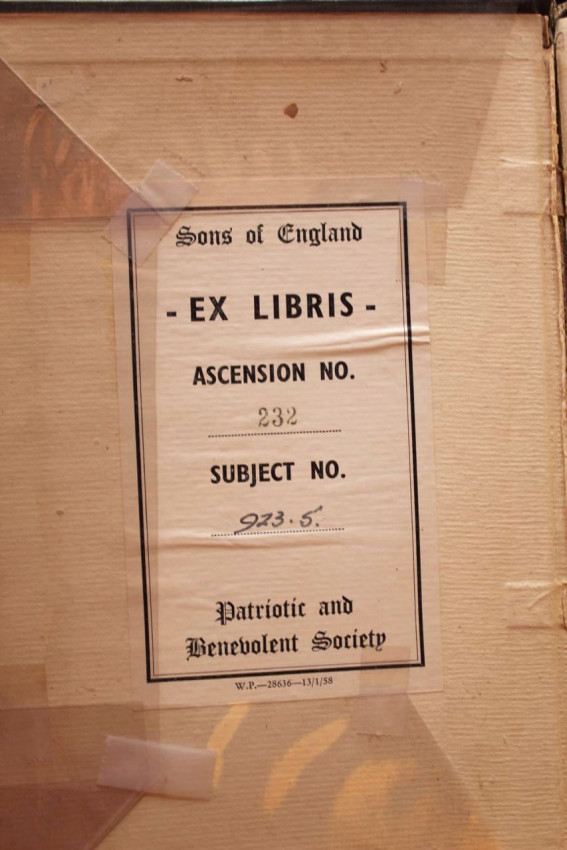 Sons of England
- EX LIBRIS -
ASCENSION NO.
232
SUBJECT NO.
923.5.
Patriotic and
Benevolent Society
W.P.—28636—13/1/58